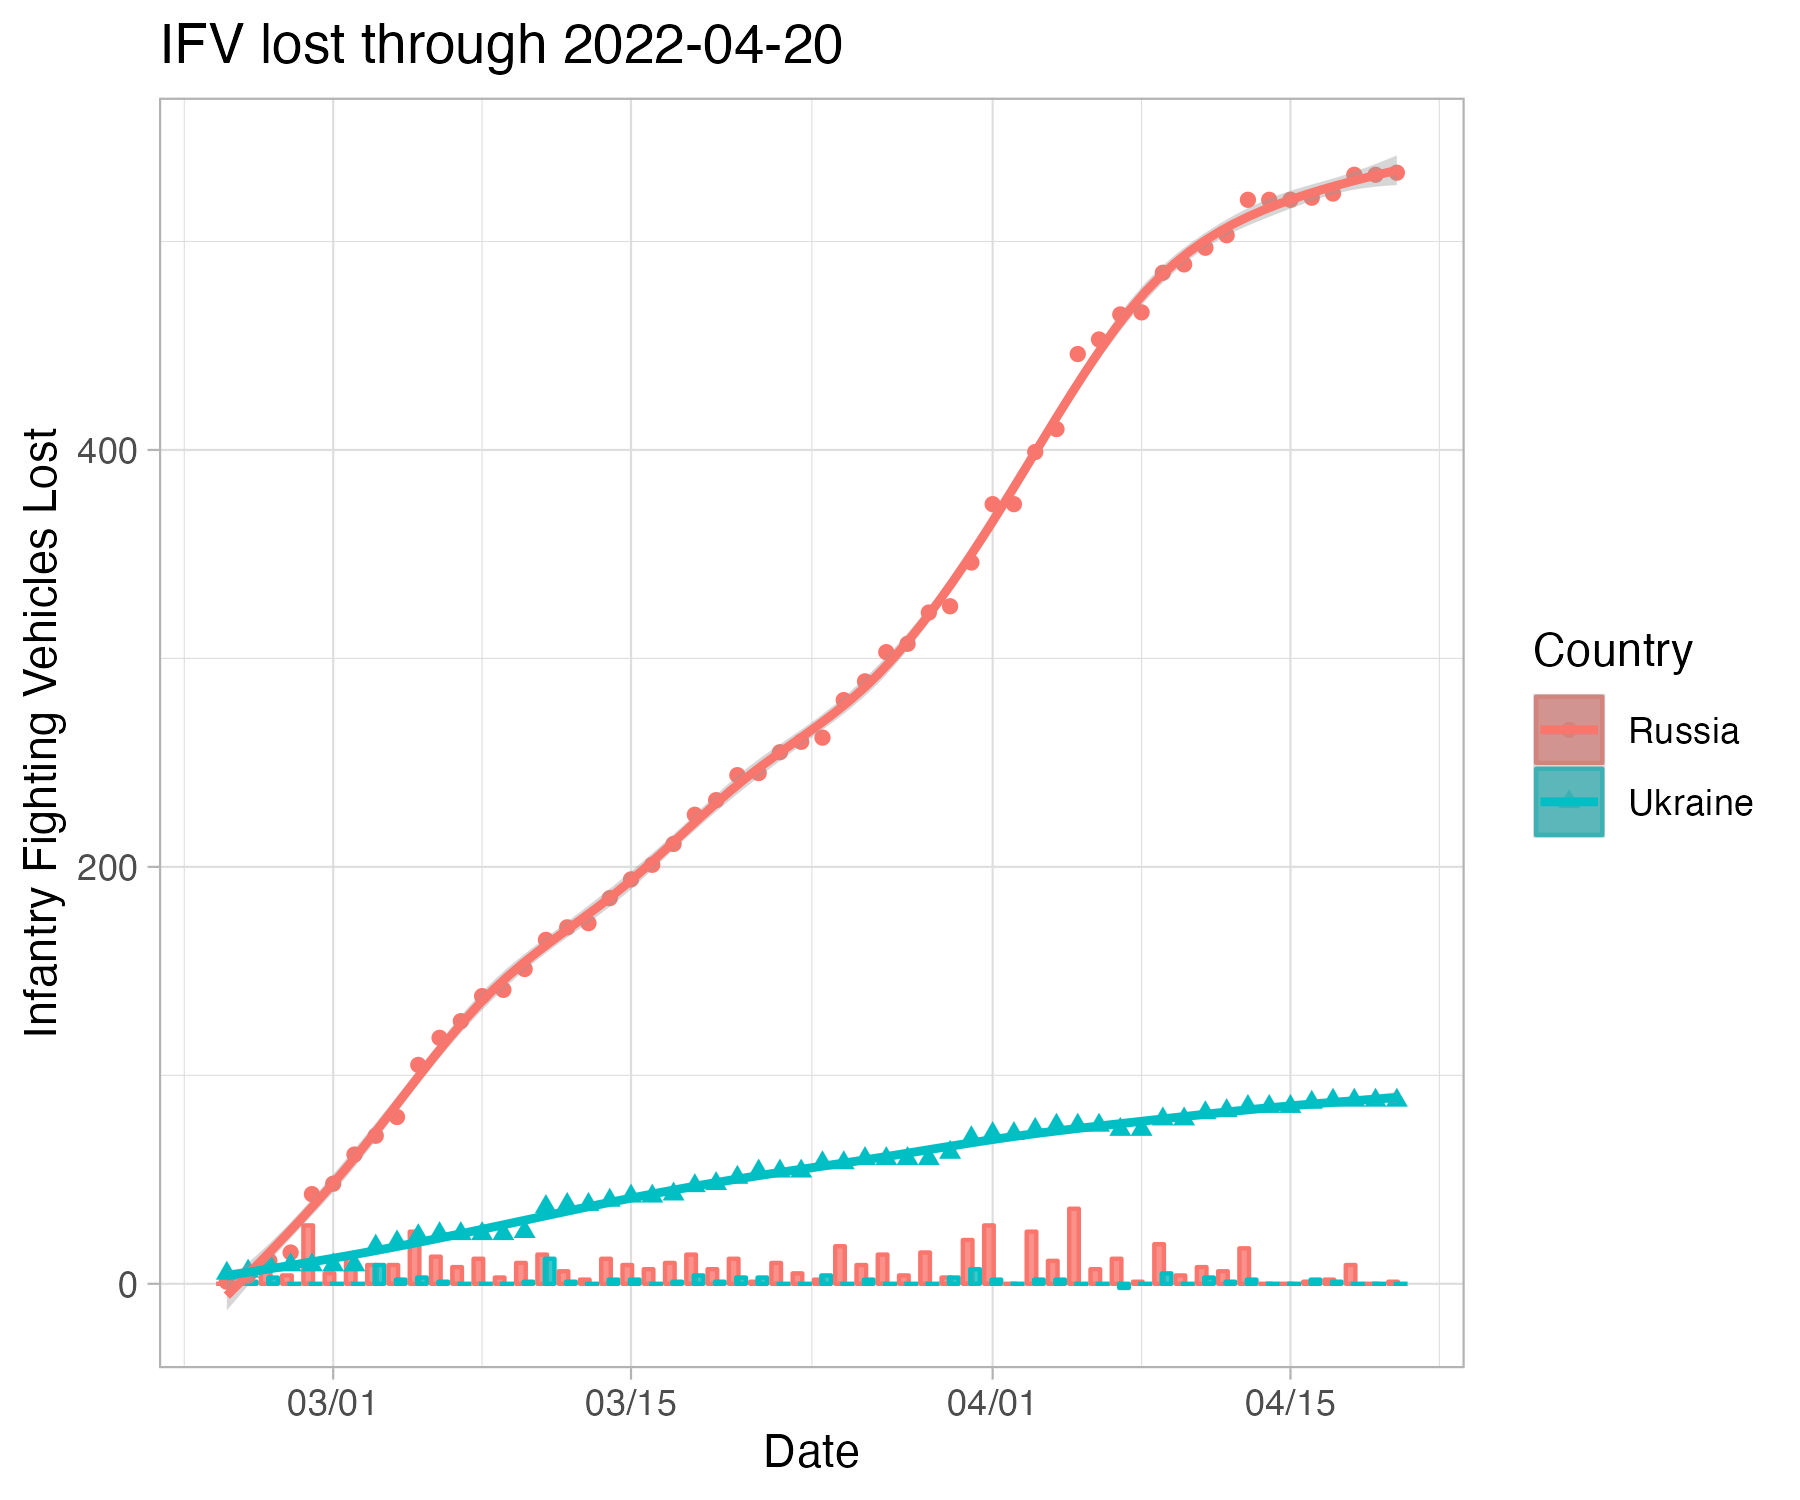 IFV lost through 2022-04-20
Infantry Fighting Vehicles Lost
400
200
0
03/01
03/15
04/01
04/15
Date
Country
Russia
Ukraine